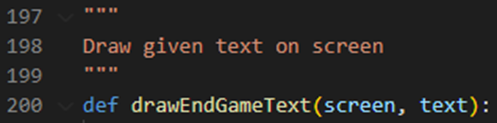 197 """
198 Draw given text on screen
199 """
200 def drawEndGameText(screen, text):